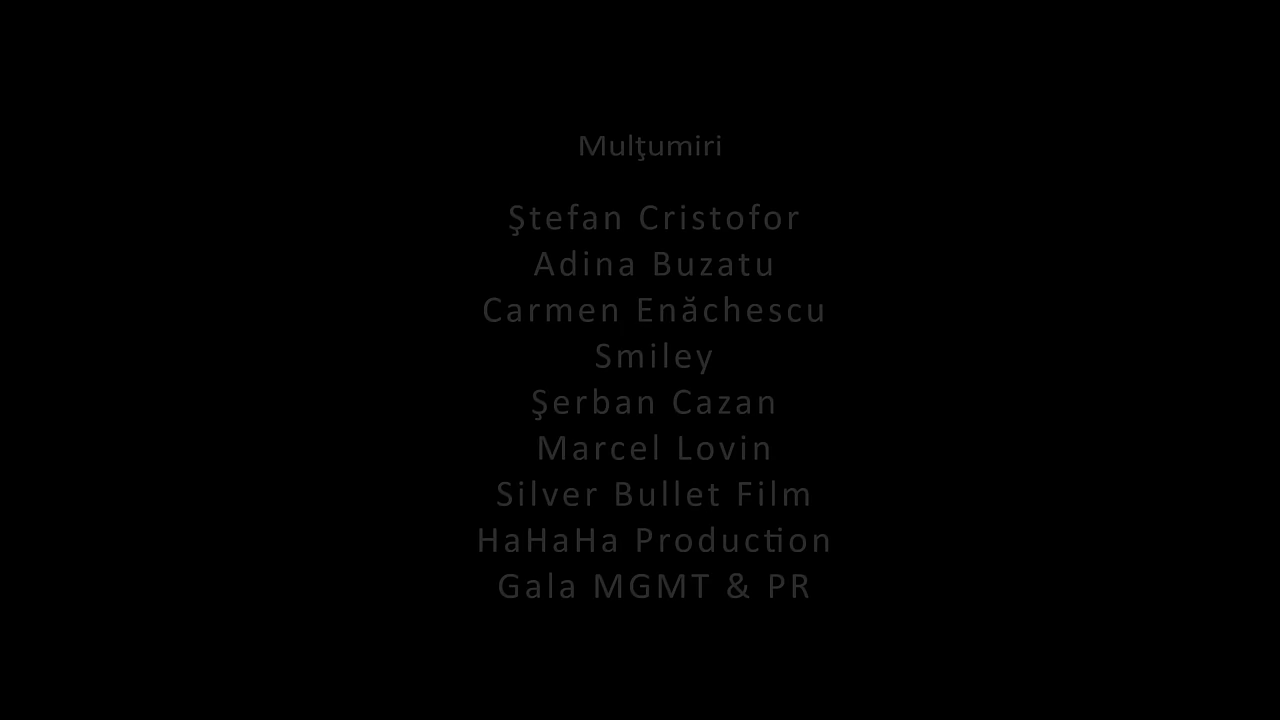 Mulţumiri
Ştefan Cristofor
Adina Buzatu
Carmen Enăchescu
Smiley
Şerban Cazan
Marcel Lovin
Silver Bullet Film
HaHaHa Production
Gala MGMT & PR